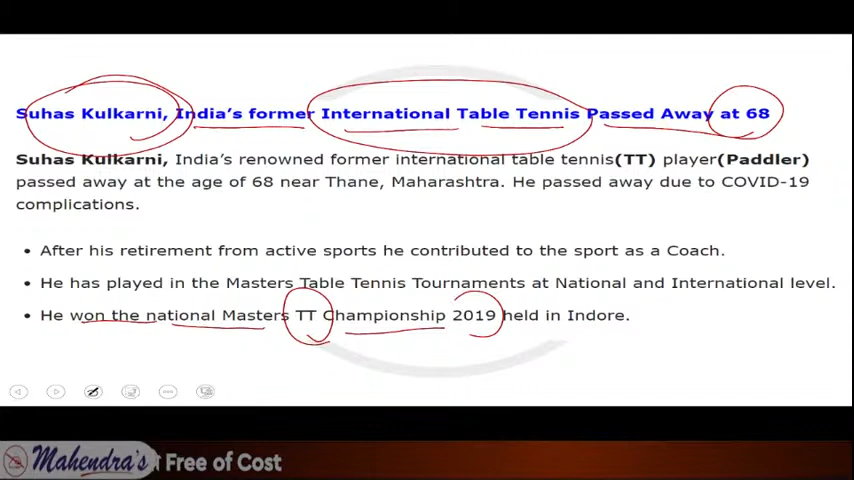 Suhas Kulkarni, India's former International Table Tennis Passed Away at 68
Suhas Kulkarni, India's renowned former international table tennis(TT) player(Paddler)
passed away at the age of 68 near Thane, Maharashtra. He passed away due to COVID-19
complications.
• After his retirement from active sports he contributed to the sport as a Coach.
• He has played in the Masters Table Tennis Tournaments at National and International level.
• He won the national Masters TT Championship 2019 held in Indore.
Mahendra's Free of Cost